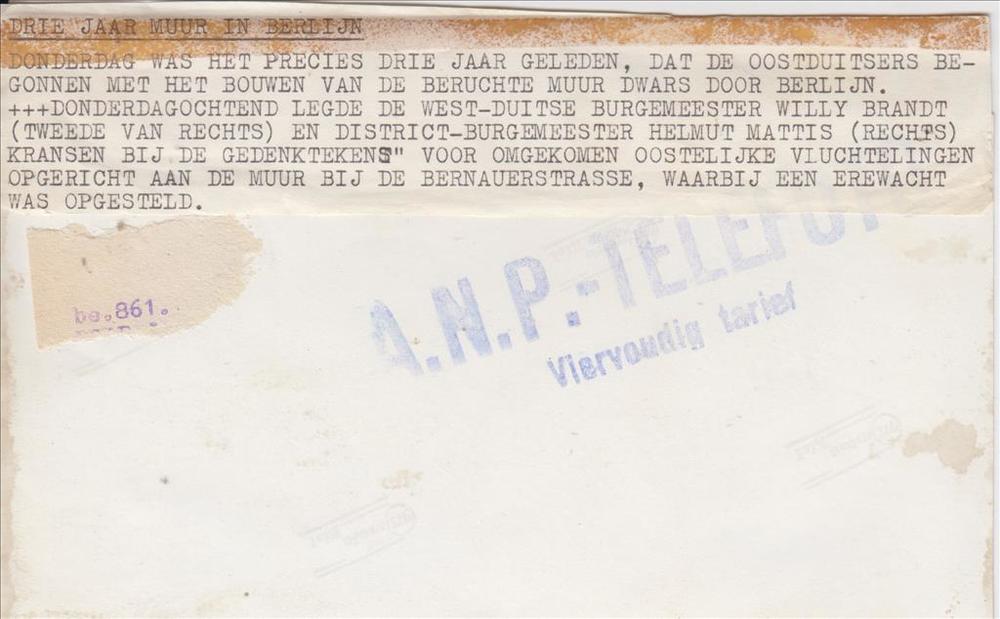 DRIE JAAR MUUR IN BERLIJN
DONDERDAG WAS HET PRECIES DRIE JAAR GELEDEN, DAT DE OOSTDUITSERS BE-
GONNEN MET HET BOUWEN VAN DE BERUCHTE MUUR DWARS DOOR BERLIJN.
+++DONDERDAGOCHTEND LEGDE DE WEST-DUITSE BURGEMEESTER WILLY BRANDT
(TWEEDE VAN RECHTS) EN DISTRICT-BURGEMEESTER HELMUT MATTIS (RECHTS)
KRANSEN BIJ DE GEDENKTEKENS" VOOR OMGEKOMEN OOSTELIJKE VLUCHTELINGEN
OPGERICHT AAN DE MUUR BIJ DE BERNAUERSTRASSE, WAARBIJ EEN EREWACHT
WAS OPGESTELD.
be.861.
A.N.P.-TELEFOT
Viervoudig tarief